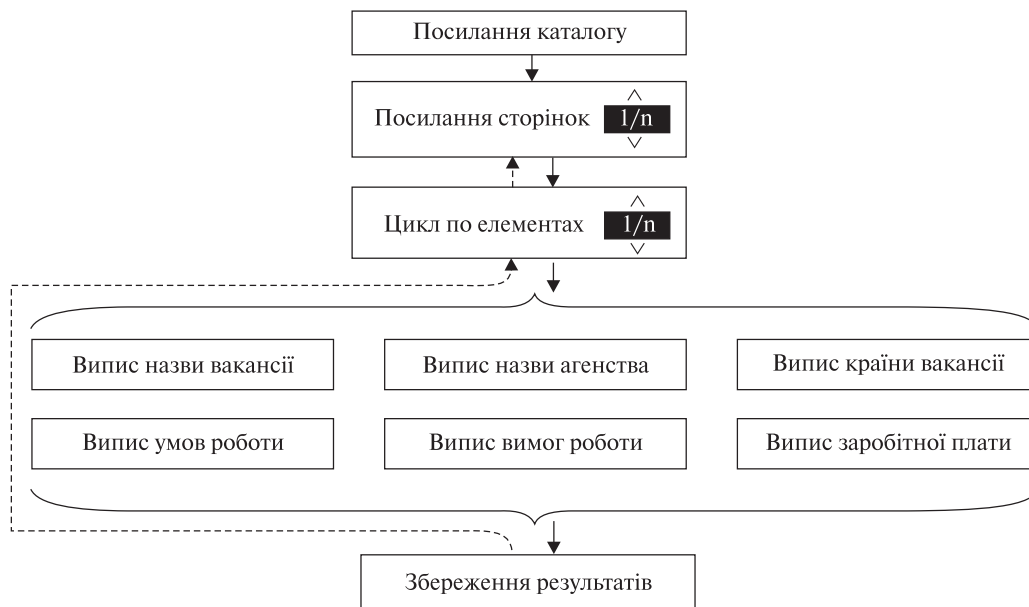 Посилання каталогу
Посилання сторінок 1/n
Цикл по елементах 1/n
Випис назви вакансії
Випис назви агенства
Випис країни вакансії
Випис умов роботи
Випис вимог роботи
Випис заробітної плати
Збереження результатів